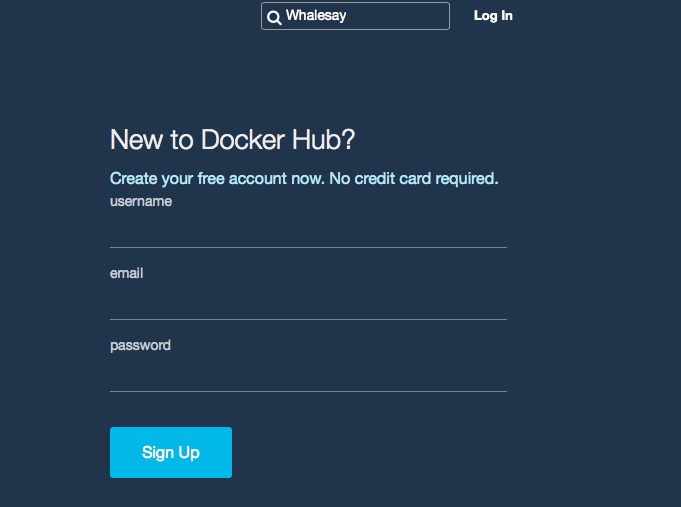 Whalesay
Log In
New to Docker Hub?
Create your free account now. No credit card required.
username
email
password
Sign Up